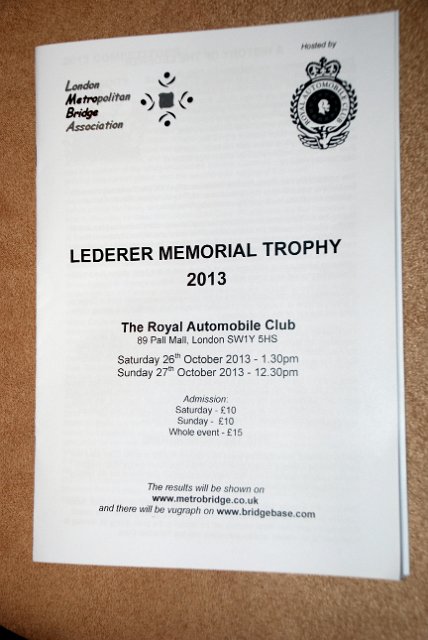 Hosted by
London
Metropolitan
Bridge
Association
ROYAL AUTOMOBILE CLUB
LEDERER MEMORIAL TROPHY
2013
The Royal Automobile Club
89 Pall Mall, London SW1Y 5HS
Saturday 26th October 2013 - 1.30pm
Sunday 27th October 2013 - 12.30pm
Admission:
Saturday - £10
Sunday - £10
Whole event - £15
The results will be shown on
www.metrobridge.co.uk
and there will be vugraph on www.bridgebase.com